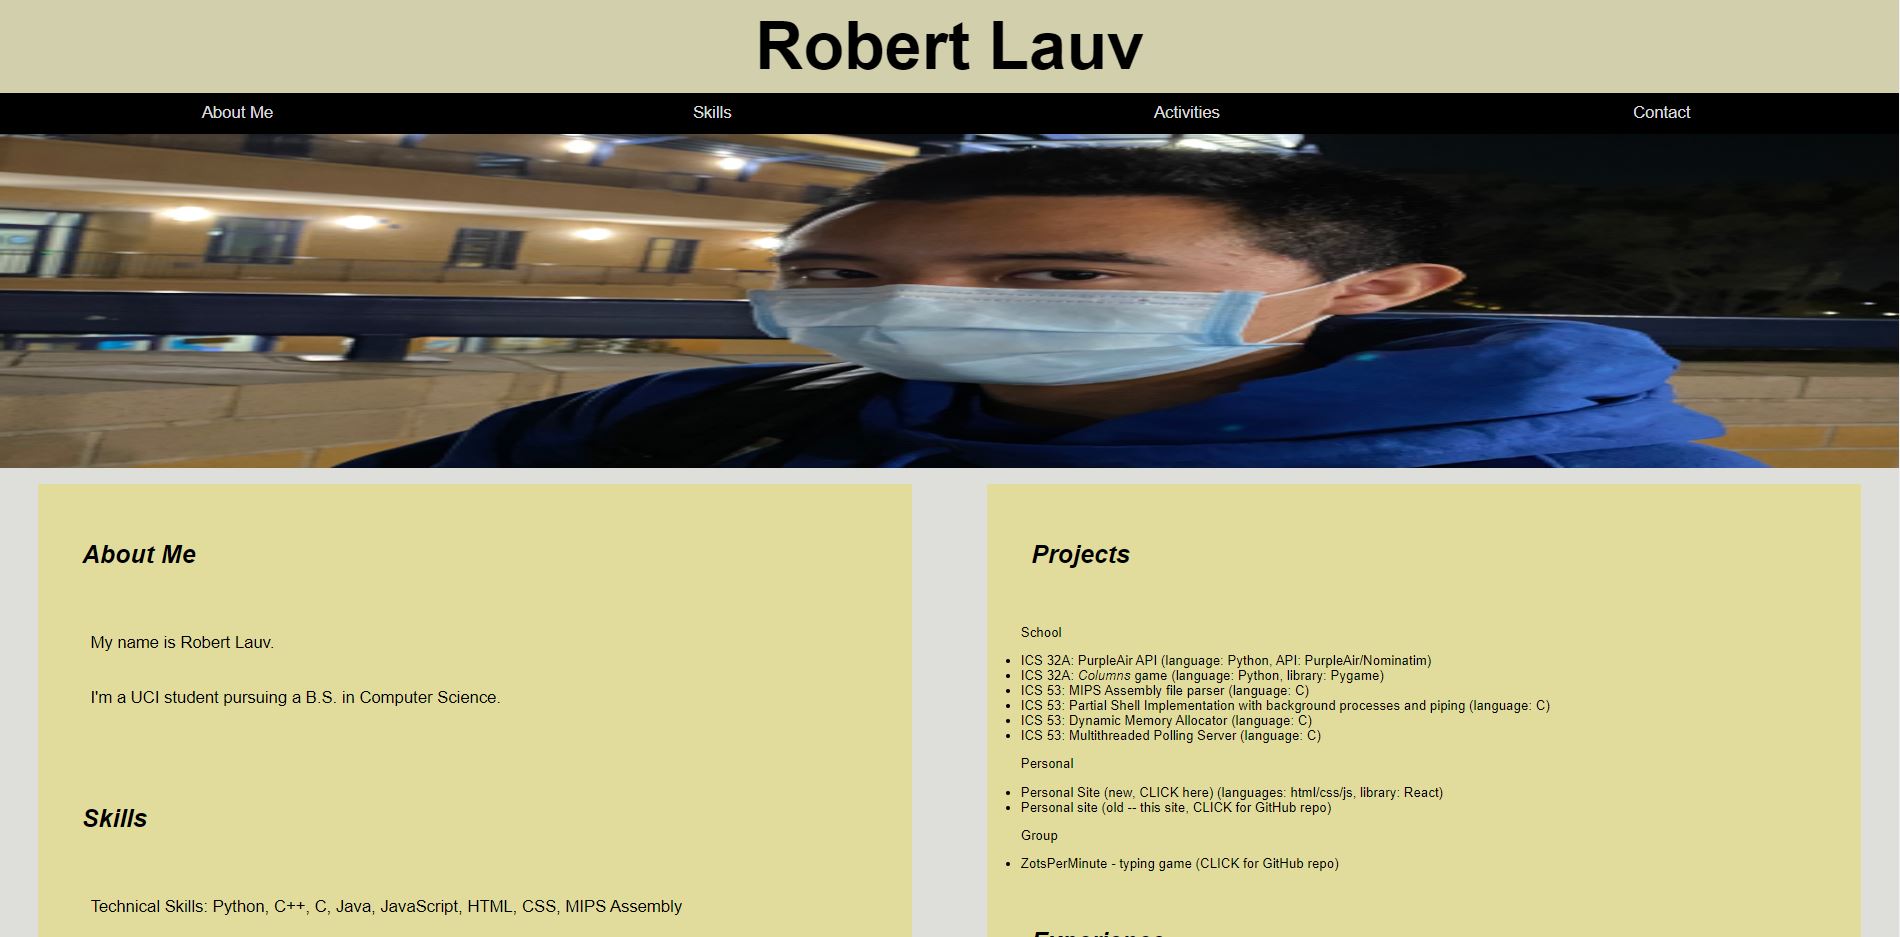 Robert Lauv
About Me
Skills
Activities
Contact
About Me
My name is Robert Lauv.
I'm a UCI student pursuing a B.S. in Computer Science.
Skills
Technical Skills: Python, C++, C, Java, JavaScript, HTML, CSS, MIPS Assembly
Projects
School
ICS 32A: PurpleAir API (language: Python, API: PurpleAir/Nominatim)
ICS 32A: Columns game (language: Python, library: Pygame)
ICS 53: MIPS Assembly file parser (language: C)
ICS 53: Partial Shell Implementation with background processes and piping (language: C)
ICS 53: Dynamic Memory Allocator (language: C)
ICS 53: Multithreaded Polling Server (language: C)
Personal
Personal Site (new, CLICK here) (languages: html/css/js, library: React)
Personal site (old -- this site, CLICK for GitHub repo)
Group
ZotsPerMinute - typing game (CLICK for GitHub repo)